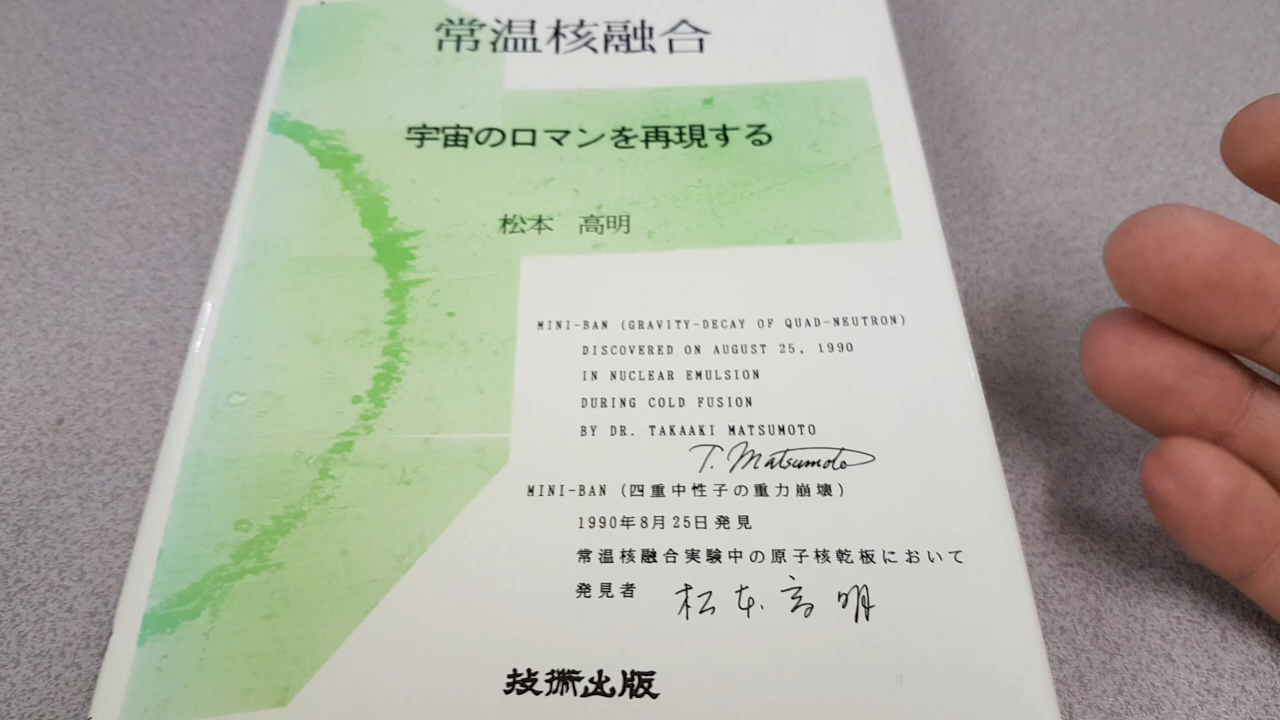 常温核融合
宇宙のロマンを再現する
松本 高明
MINI-BAN (GRAVITY-DECAY OF QUAD-NEUTRON)
DISCOVERED ON AUGUST 25, 1990
IN NUCLEAR EMULSION
DURING COLD FUSION
BY DR. TAKAAKI MATSUMOTO
T. Matsumoto
MINI-BAN (四重中性子の重力崩壊)
1990年8月25日発見
常温核融合実験中の原子核乾板において
発見者 松本高明
技術出版